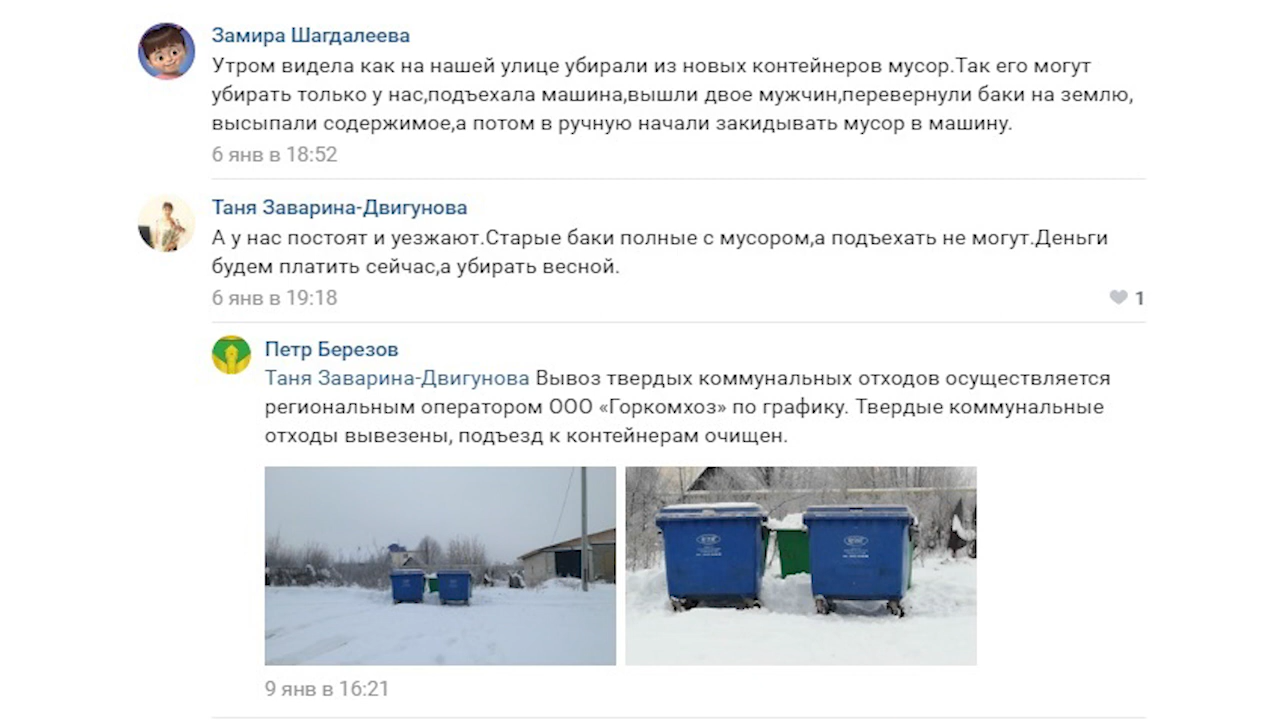 Замира Шагдалеева
Утром видела как на нашей улице убирали из новых контейнеров мусор.Так его могут
убирать только у нас,подъехала машина,вышли двое мужчин,перевернули баки на землю,
высыпали содержимое,а потом в ручную начали закидывать мусор в машину.
6 янв в 18:52
Таня Заварина-Двигунова
А у нас постоят и уезжают.Старые баки полные с мусором,а подъехать не могут.Деньги
будем платить сейчас,а убирать весной.
6 янв в 19:18
1
Петр Березов
Таня Заварина-Двигунова Вывоз твердых коммунальных отходов осуществляется
региональным оператором ООО «Горкомхоз» по графику. Твердые коммунальные
отходы вывезены, подъезд к контейнерам очищен.
9 янв в 16:21